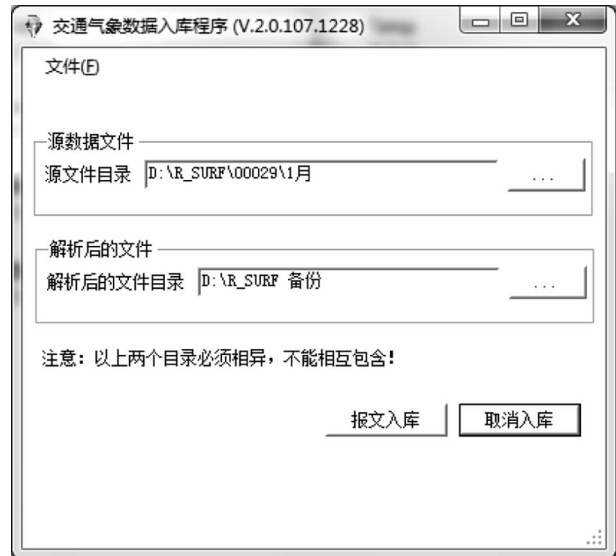 交通气象数据入库程序 (V.2.0.107.1228)
文件(F)
源数据文件
源文件目录 D:\R_SURF\00029\1月 ...
解析后的文件
解析后的文件目录 D:\R_SURF 备份 ...
注意: 以上两个目录必须相异，不能相互包含!
报文入库 取消入库